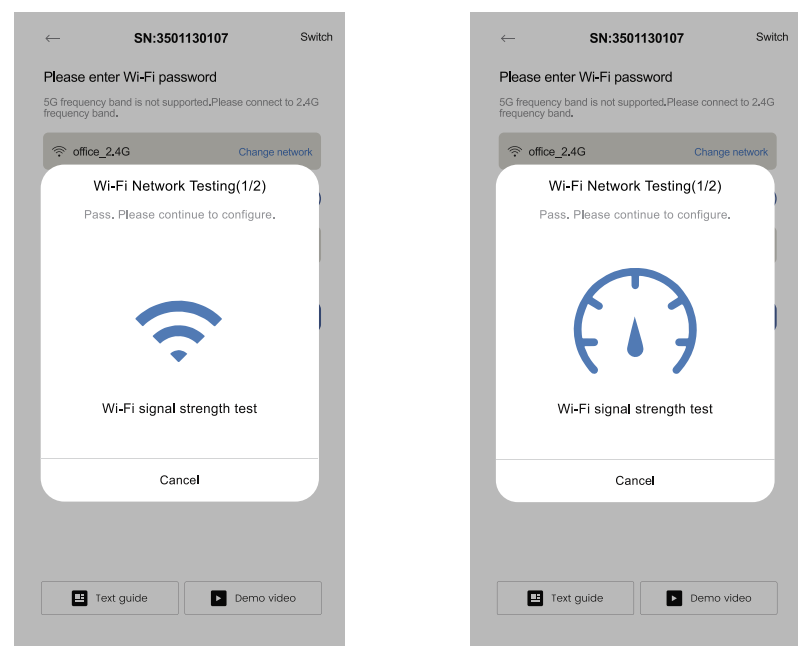 SN:3501130107
Switch
Please enter Wi-Fi password
5G frequency band is not supported.Please connect to 2.4G
frequency band.
office_2.4G
Change network
Wi-Fi Network Testing(1/2)
Pass. Please continue to configure.
Wi-Fi signal strength test
Cancel
Text guide
Demo video
SN:3501130107
Switch
Please enter Wi-Fi password
5G frequency band is not supported.Please connect to 2.4G
frequency band.
office_2.4G
Change network
Wi-Fi Network Testing(1/2)
Pass. Please continue to configure.
Wi-Fi signal strength test
Cancel
Text guide
Demo video